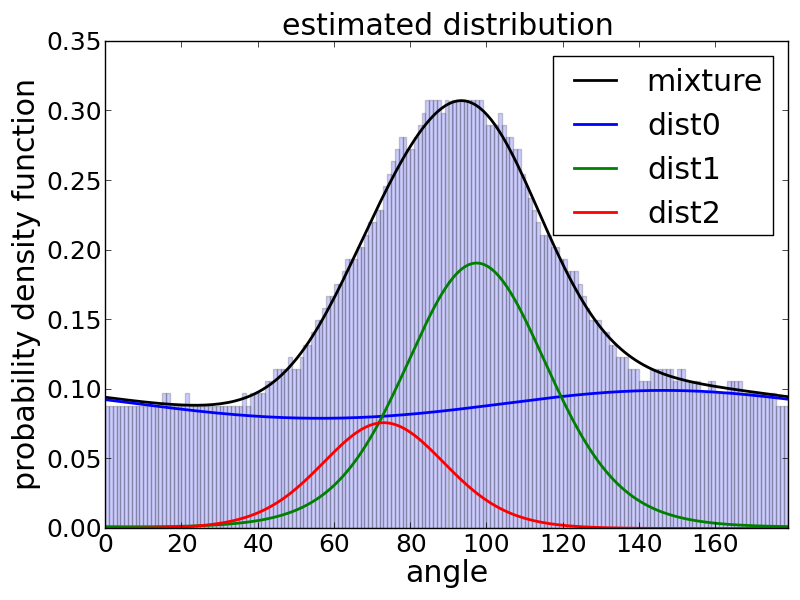 estimated distribution
0.35
0.30
0.25
0.20
0.15
0.10
0.05
0.00
probability density function
mixture
dist0
dist1
dist2
0 20 40 60 80 100 120 140 160
angle